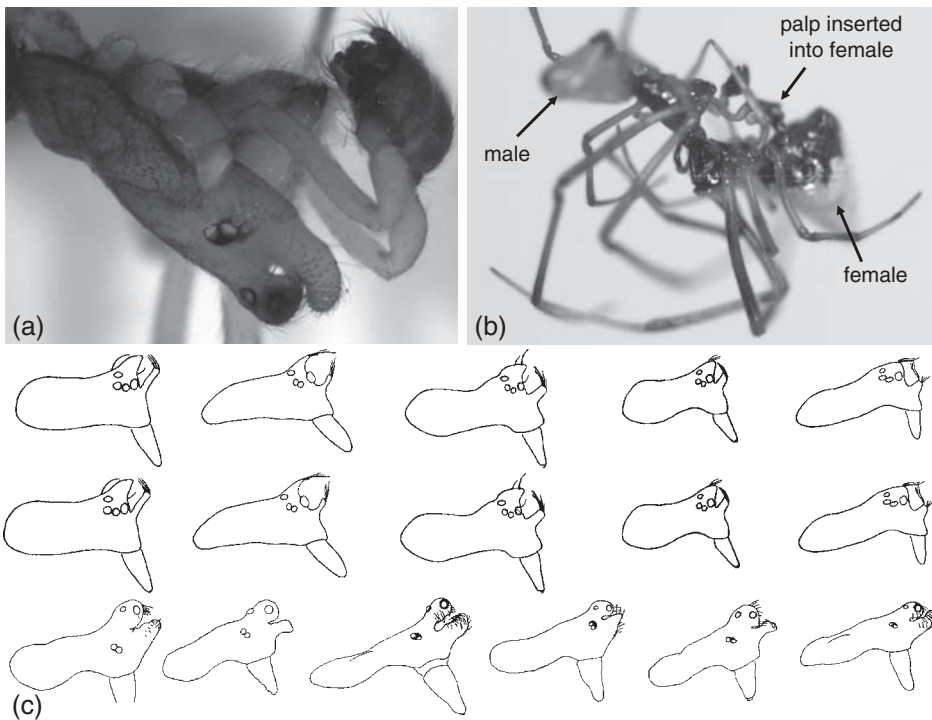 palp inserted
into female
male
female
(a)
(b)
(c)